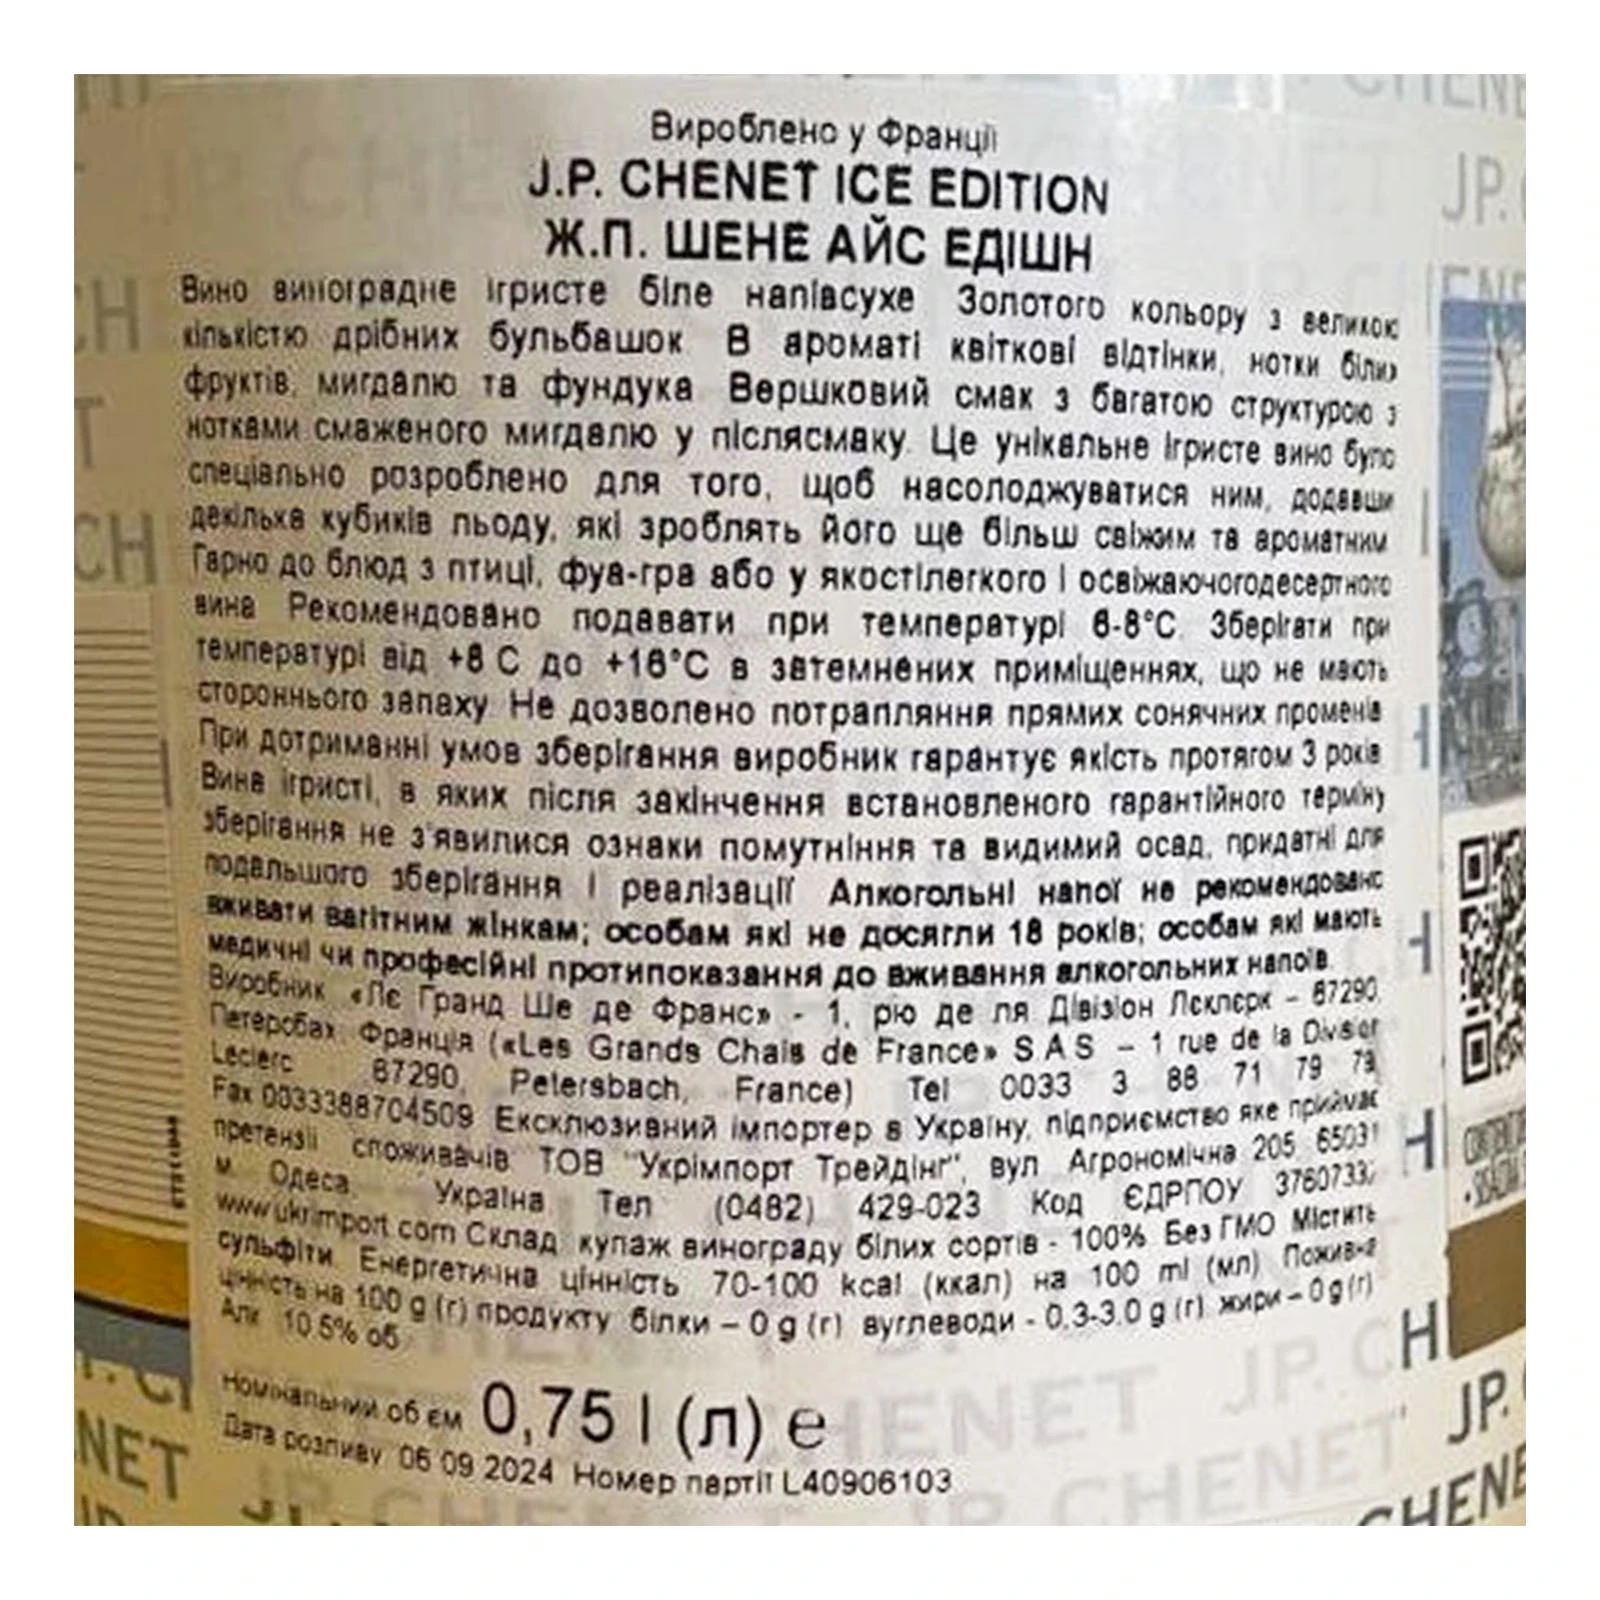 Вироблено у Франції
J.P. CHENET ICE EDITION
Ж.П. ШЕНЕ АЙС ЕДІШН
Вино виноградне ігристе біле напівсухе Золотого кольору з великою
кількістю дрібних бульбашок. В ароматі квіткові відтінки, нотки білих
фруктів, мигдалю та фундука Вершковий смак з багатою структурою з
нотками смаженого мигдалю у післясмаку. Це унікальне ігристе вино було
спеціально розроблено для того, щоб насолоджуватися ним, додавши
декілька кубиків льоду, які зроблять його ще більш свіжим та ароматним
Гарно до блюд з птиці, фуа-гра або у якостілегкого і освіжаючогодесертного
вина Рекомендовано подавати при температурі 6-8°C. Зберігати при
температурі від +8 C до +16°C в затемнених приміщеннях, що не мають
стороннього запаху. Не дозволено потрапляння прямих сонячних променів
При дотриманні умов зберігання виробник гарантує якість протягом 3 років
Вина ігристі, в яких після закінчення встановленого гарантійного терміну
зберігання не з'явилися ознаки помутніння та видимий осад, придатні для
подальшого зберігання і реалізації Алкогольні напої не рекомендовано
вживати вагітним жінкам; особам які не досягли 18 років; особам які мають
медичні чи професійні протипоказання до вживання алкогольних напоїв.
Виробник «Лє Гранд Ше де Франс» - 1, рю де ля Дівізіон Лєклєрк – 67290,
Петербах, Франція («Les Grands Chais de France» S A S – 1 rue de la Division
Leclerc 67290, Petersbach, France) Tel 0033 3 88 71 79 79
Fax 0033388704509 Ексклюзивний імпортер в Україну, підприємство яке приймає
претензії споживачів ТОВ "Укрімпорт Трейдінг", вул Агрономічна 205 65031
м. Одеса, Україна Тел (0482) 429-023 Код ЄДРПОУ
www.ukrimport.com Склад купаж винограду білих сортів - 100% Без ГМО Містить
сульфіти Енергетична цінність 70-100 kcal (ккал) на 100 ml (мл) Поживна
цінність на 100 g (г) продукту білки – 0 g (г) вуглеводи - 0,3-3.0 g (г) жири – 0 g (г)
Алк 10.5% об
Номінальний об'єм 0,75 l (л) ℮
Дата розливу 06 09 2024 Номер партії L40906103
JP. CHENET
CHENET